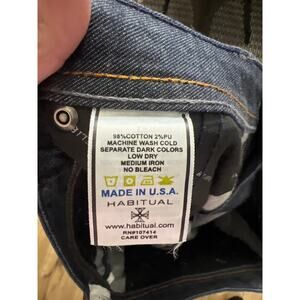 98%COTTON 2%PU
MACHINE WASH COLD
SEPARATE DARK COLORS
LOW DRY
MEDIUM IRON
NO BLEACH
MADE IN U.S.A.
HABITUAL
www.habitual.com
RN#107414
CARE OVER